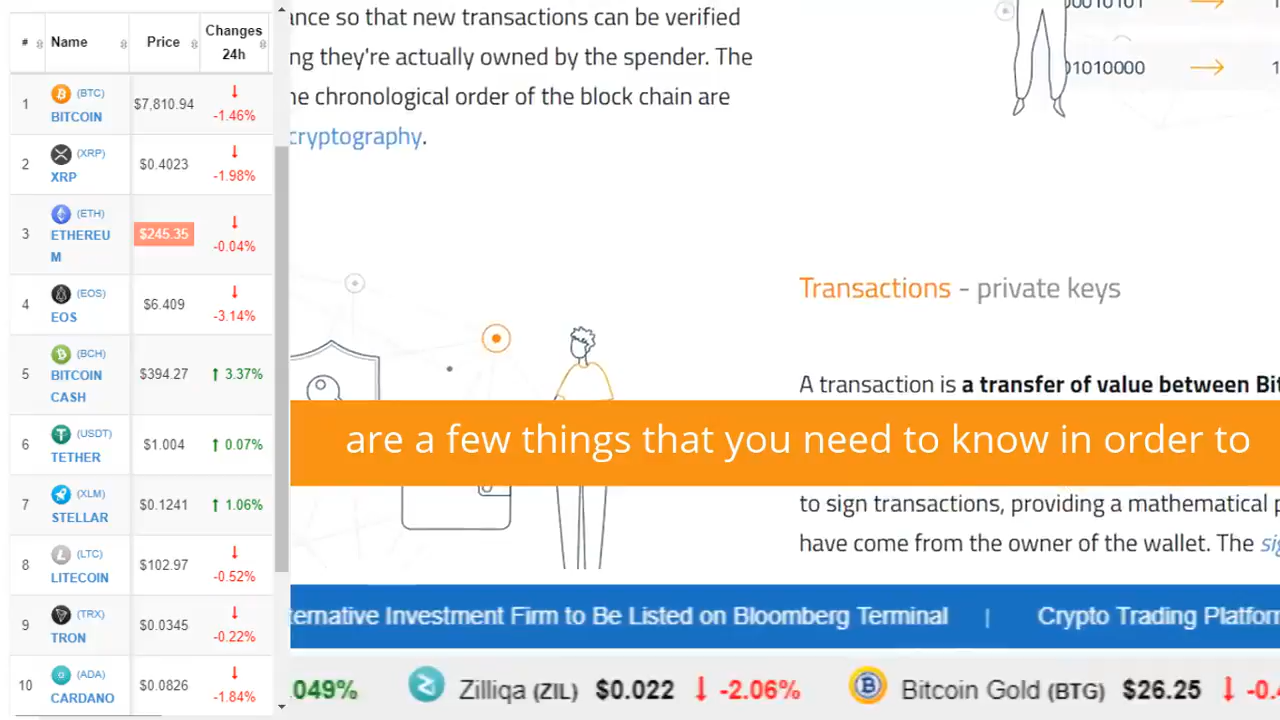 # Name Price Changes 24h
1 (BTC) BITCOIN $7,810.94 ↓ -1.46%
2 (XRP) XRP $0.4023 ↓ -1.98%
3 (ETH) ETHEREU M $245.35 ↓ -0.04%
4 (EOS) EOS $6.409 ↓ -3.14%
5 (BCH) BITCOIN CASH $394.27 ↑ 3.37%
6 (USDT) TETHER $1.004 ↑ 0.07%
7 (XLM) STELLAR $0.1241 ↑ 1.06%
8 (LTC) LITECOIN $102.97 ↓ -0.52%
9 (TRX) TRON $0.0345 ↓ -0.22%
10 (ADA) CARDANO $0.0826 ↓ -1.84%
so that new transactions can be verified
they're actually owned by the spender. The
chronological order of the block chain are
cryptography.
01010000 →
Transactions - private keys
A transaction is a transfer of value between
are a few things that you need to know in order to
to sign transactions, providing a mathematical
have come from the owner of the wallet. The
Investment Firm to Be Listed on Bloomberg Terminal | Crypto Trading
049% Zilliqa (ZIL) $0.022 ↓ -2.06% Bitcoin Gold (BTG) $26.25 ↓